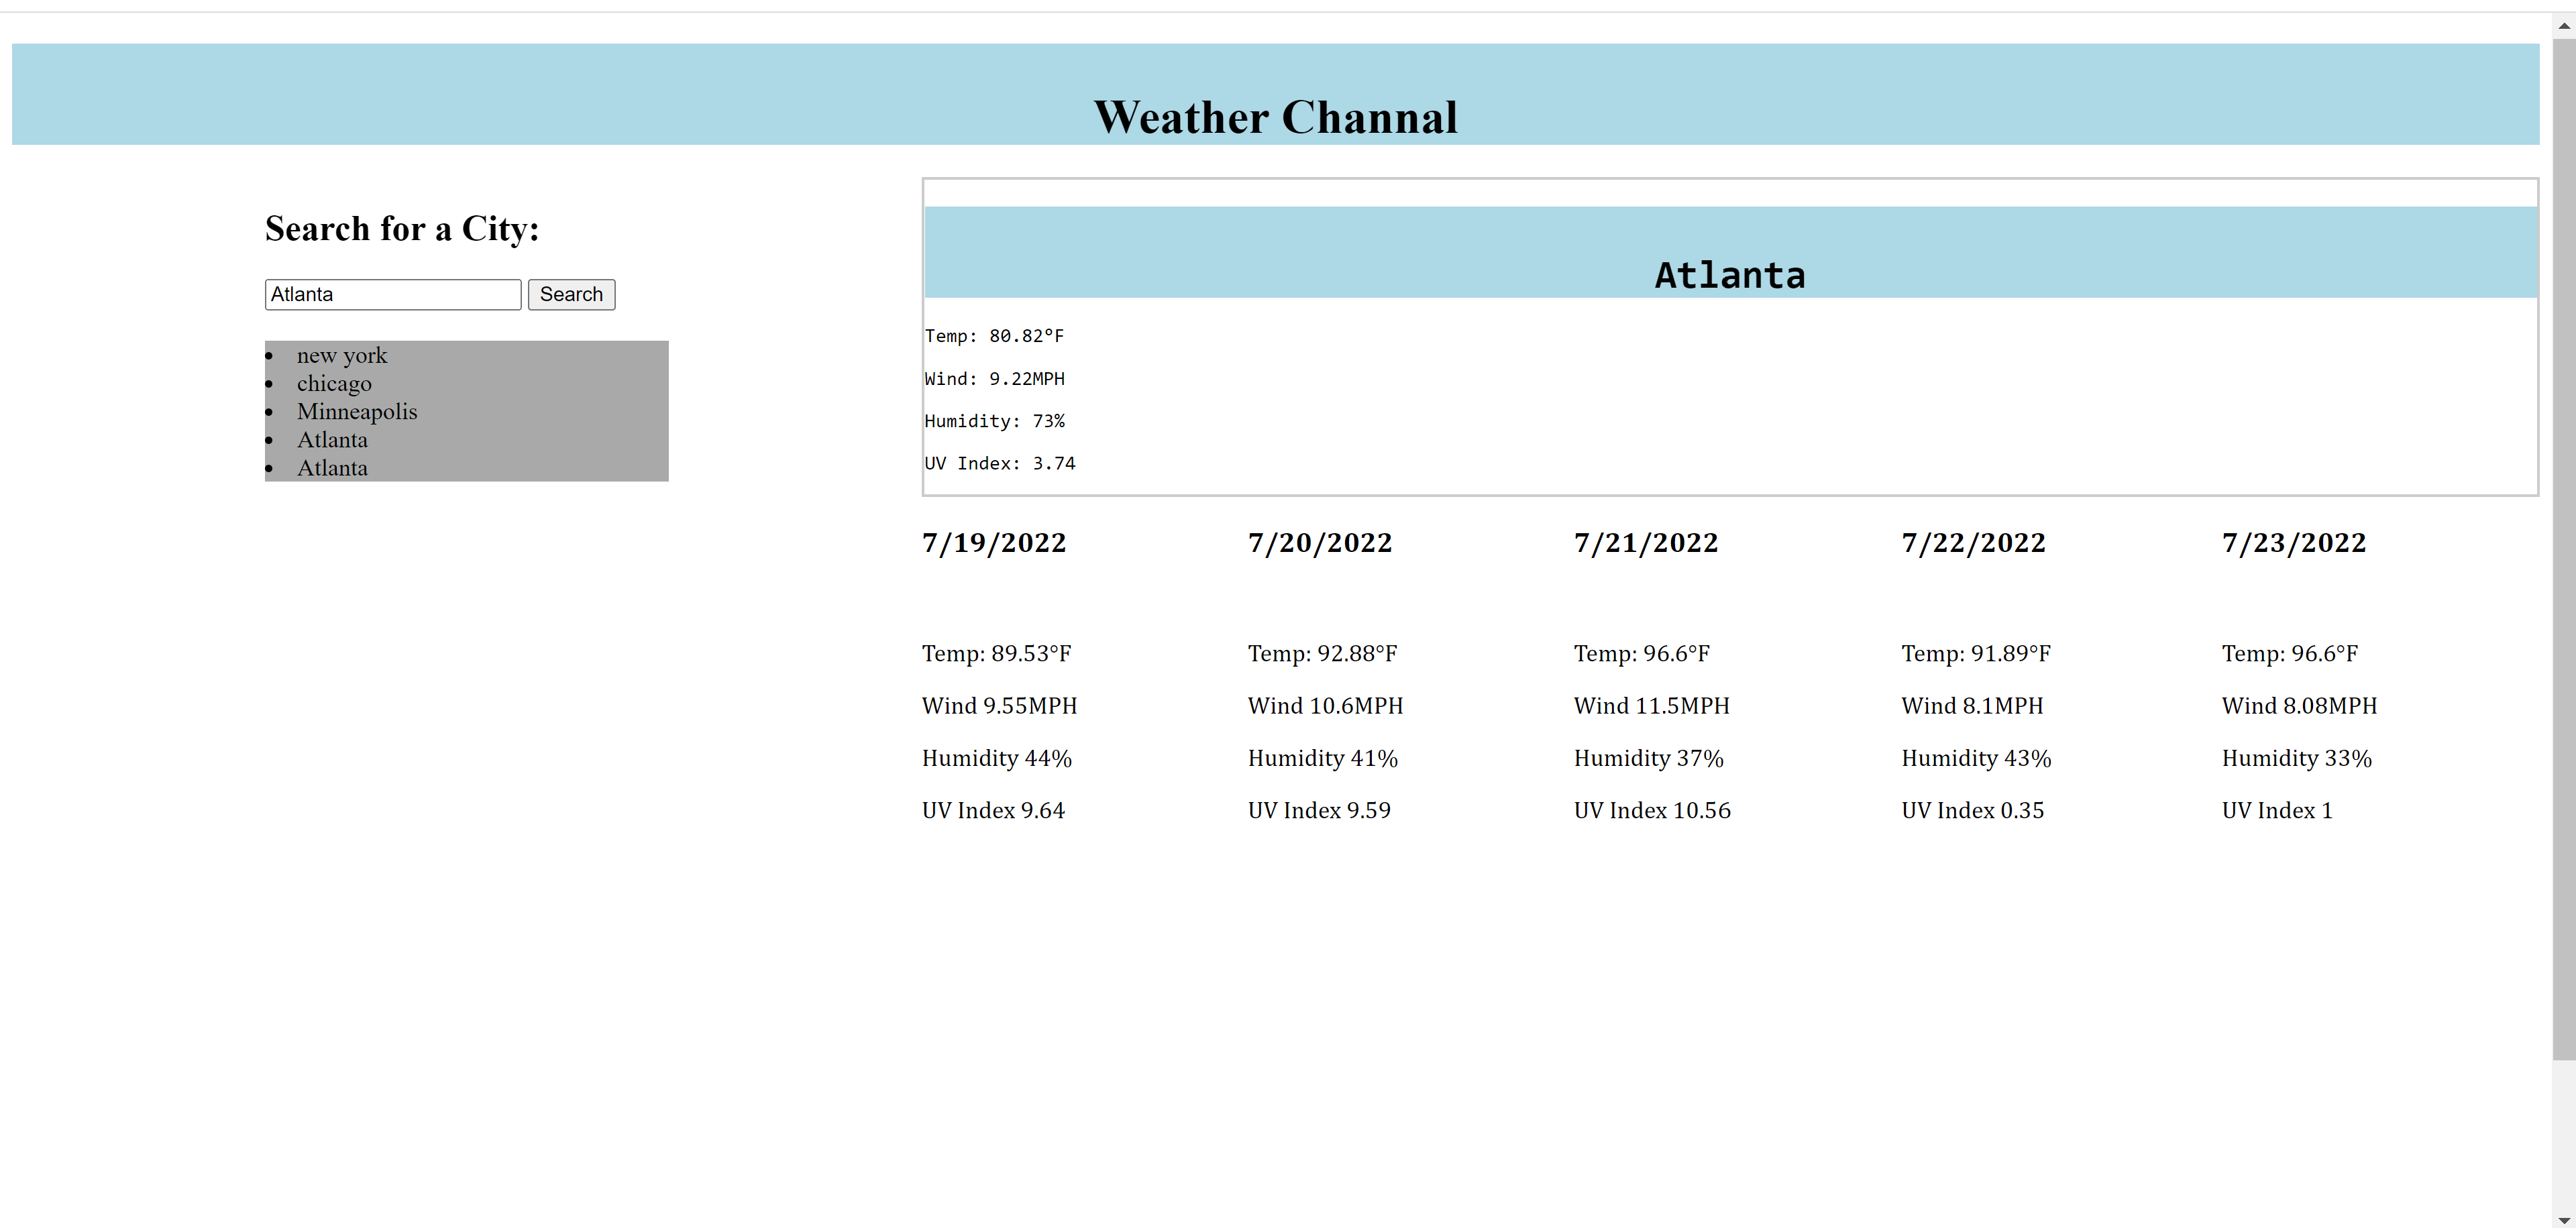 Weather Channal
Search for a City:
Atlanta Search
new york
chicago
Minneapolis
Atlanta
Atlanta
Atlanta
Temp: 80.82°F
Wind: 9.22MPH
Humidity: 73%
UV Index: 3.74
7/19/2022
Temp: 89.53°F
Wind 9.55MPH
Humidity 44%
UV Index 9.64
7/20/2022
Temp: 92.88°F
Wind 10.6MPH
Humidity 41%
UV Index 9.59
7/21/2022
Temp: 96.6°F
Wind 11.5MPH
Humidity 37%
UV Index 10.56
7/22/2022
Temp: 91.89°F
Wind 8.1MPH
Humidity 43%
UV Index 0.35
7/23/2022
Temp: 96.6°F
Wind 8.08MPH
Humidity 33%
UV Index 1